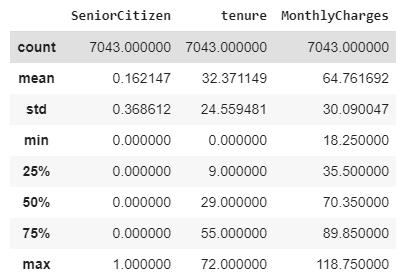 SeniorCitizen tenure MonthlyCharges
count 7043.000000 7043.000000 7043.000000
mean 0.162147 32.371149 64.761692
std 0.368612 24.559481 30.090047
min 0.000000 0.000000 18.250000
25% 0.000000 9.000000 35.500000
50% 0.000000 29.000000 70.350000
75% 0.000000 55.000000 89.850000
max 1.000000 72.000000 118.750000